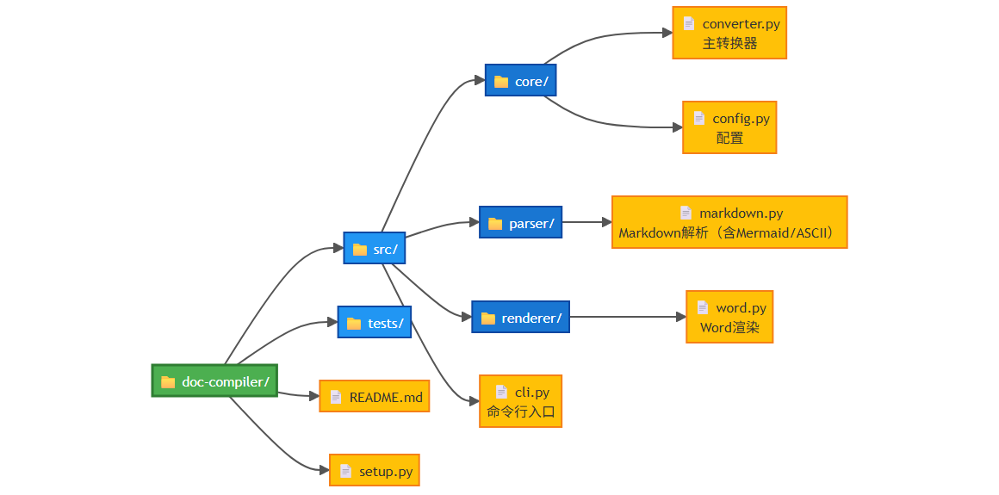 converter.py
主转换器
core/
config.py
配置
markdown.py
parser/
Markdown解析（含Mermaid/ASCII）
src/
word.py
renderer/
Word渲染
tests/
doc-compiler/
README.md
cli.py
命令行入口
setup.py